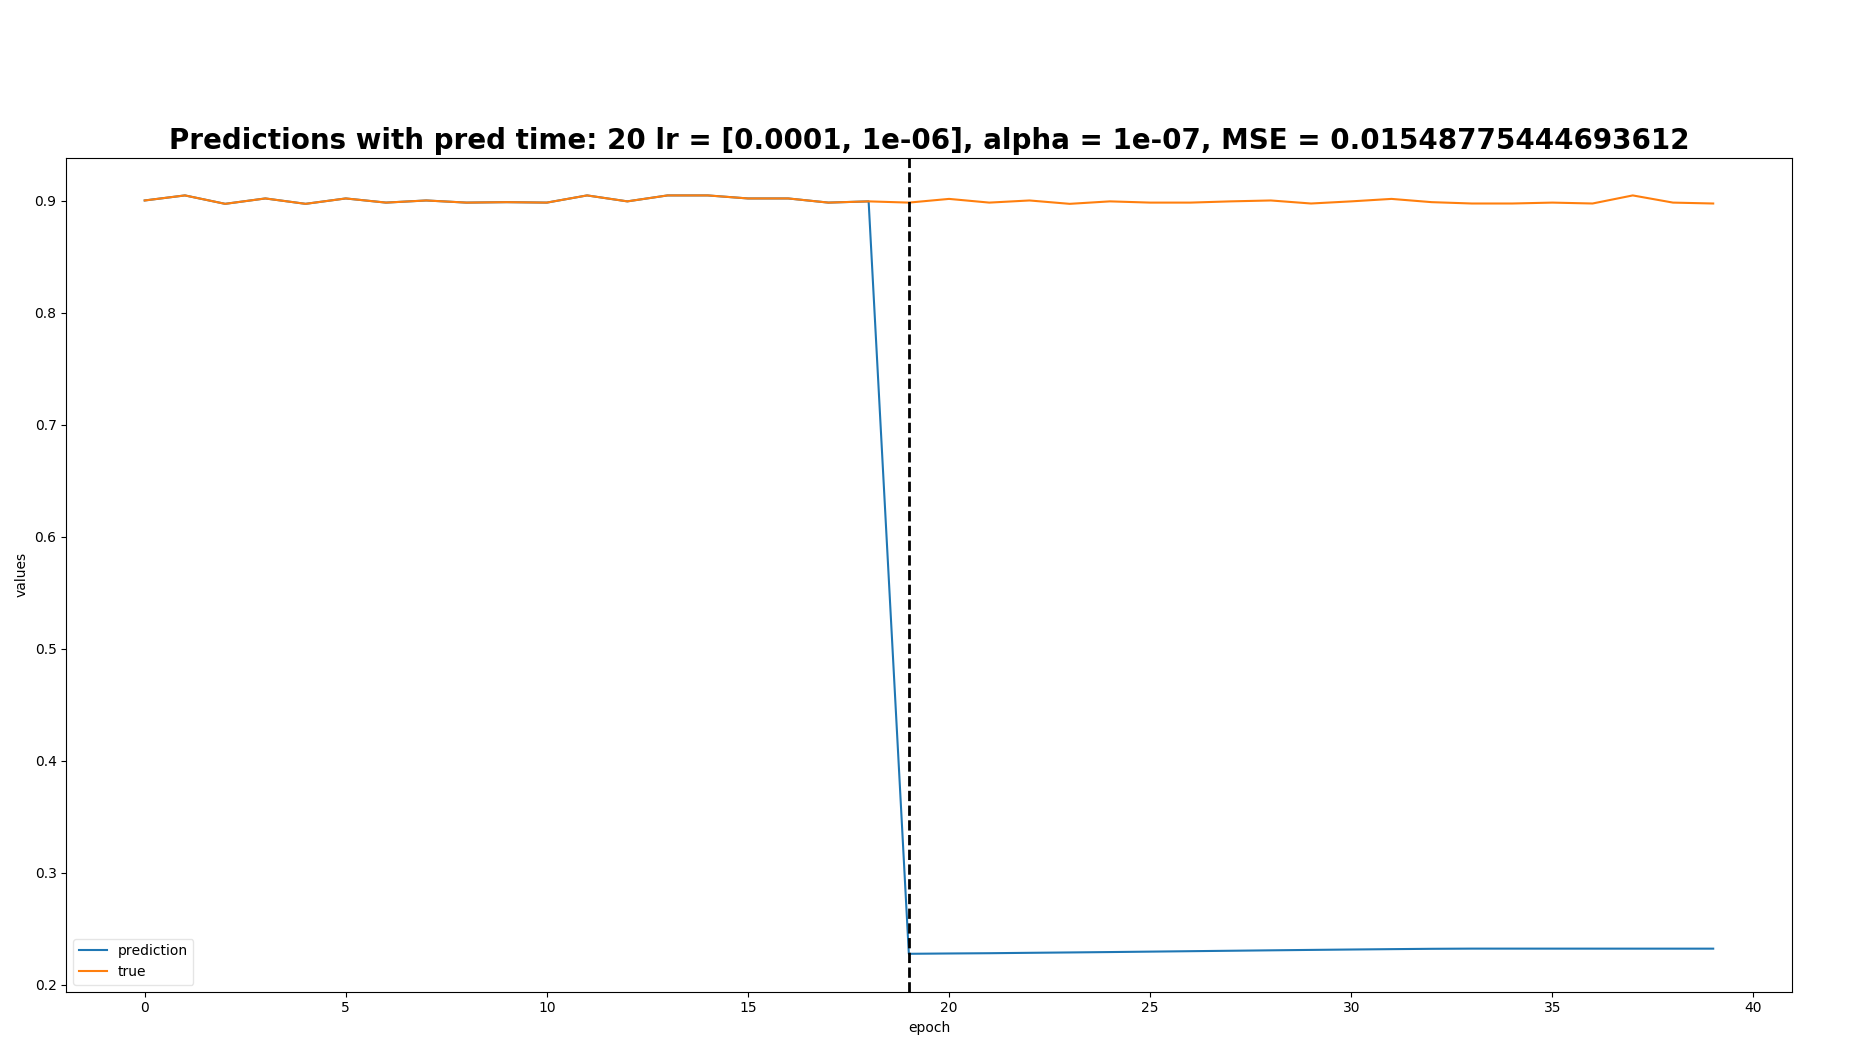 Predictions with pred time: 20 lr = [0.0001, 1e-06], alpha = 1e-07, MSE = 0.01548775444693612
0.9
0.8
0.7
0.6
0.5
0.4
0.3
0.2
values
prediction
true
0 5 10 15 20 25 30 35 40
epoch